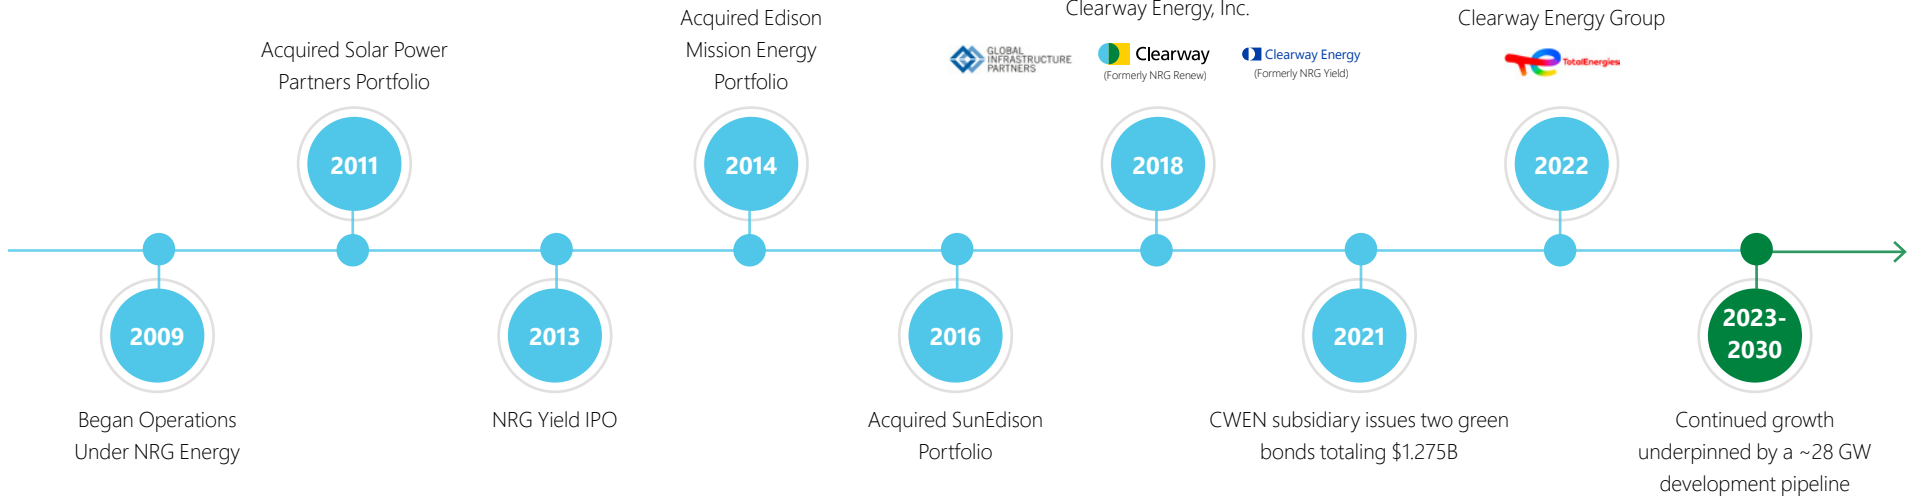 Acquired Edison
Mission Energy
Portfolio
Clearway Energy, Inc.
GLOBAL
INFRASTRUCTURE
PARTNERS
Clearway
(Formerly NRG Renew)
Clearway Energy
(Formerly NRG Yield)
Clearway Energy Group
TotalEnergies
Acquired Solar Power
Partners Portfolio
2011
2014
2018
2022
2009
2013
2016
2021
2023-
2030
Began Operations
Under NRG Energy
NRG Yield IPO
Acquired SunEdison
Portfolio
CWEN subsidiary issues two green
bonds totaling $1.275B
Continued growth
underpinned by a ~28 GW
development pipeline